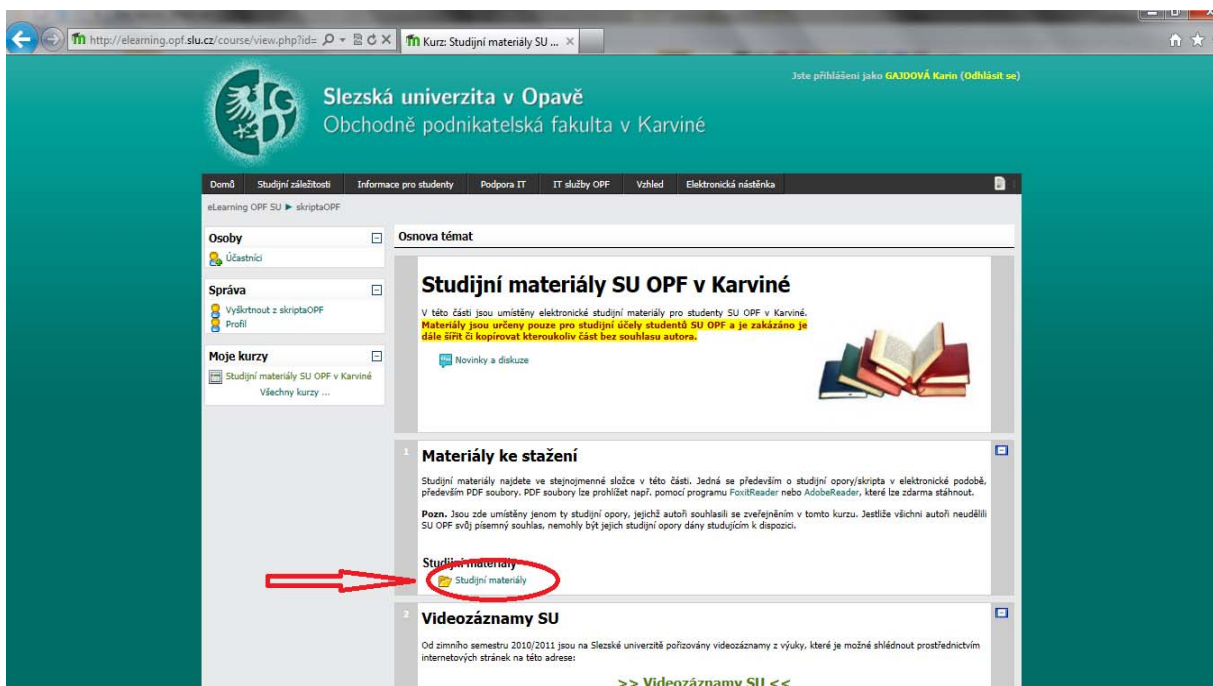 http://elearning.opf.slu.cz/course/view.php?id=
Kurz: Studijní materiály SU ...
Jste přihlášeni jako GAJDOVÁ Karin (Odhlásit se)
Slezská univerzita v Opavě
Obchodně podnikatelská fakulta v Karviné
Domů Studijní záležitosti Informace pro studenty Podpora IT IT služby OPF Vzhled Elektronická nástěnka
eLearning OPF SU ► skriptaOPF
Osoby
Účastníci
Správa
Vyškrtnout z skriptaOPF
Profil
Moje kurzy
Studijní materiály SU OPF v Karviné
Všechny kurzy ...
Osnova témat
Studijní materiály SU OPF v Karviné
V této části jsou umístěny elektronické studijní materiály pro studenty SU OPF v Karviné.
Materiály jsou určeny pouze pro studijní účely studentů SU OPF a je zakázáno je
dále šířit či kopírovat kteroukoliv část bez souhlasu autora.
Novinky a diskuze
1
Materiály ke stažení
Studijní materiály najdete ve stejnojmenné složce v této části. Jedná se především o studijní opory/skripta v elektronické podobě,
především PDF soubory. PDF soubory lze prohlížet např. pomocí programu FoxitReader nebo AdobeReader, které lze zdarma stáhnout.
Pozn. Jsou zde umístěny jenom ty studijní opory, jejichž autoři souhlasili se zveřejněním v tomto kurzu. Jestliže všichni autoři neudělili
SU OPF svůj písemný souhlas, nemohly být jejich studijní opory dány studujícím k dispozici.
Studijní materiály
Studijní materiály
2
Videozáznamy SU
Od zimního semestru 2010/2011 jsou na Slezské univerzitě pořizovány videozáznamy z výuky, které je možné shlédnout prostřednictvím
internetových stránek na této adrese:
>> Videozáznamy SU <<